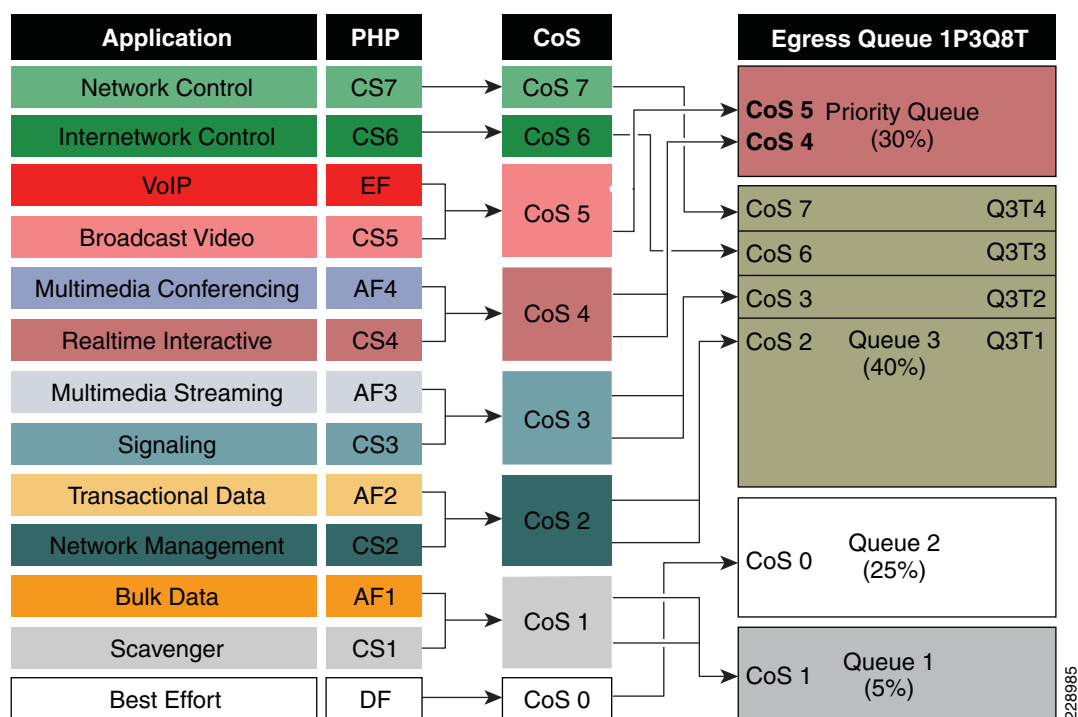 Application PHP CoS Egress Queue 1P3Q8T
Network Control CS7 CoS 7
Internetwork Control CS6 CoS 6
VoIP EF
CoS 5
Broadcast Video CS5
Multimedia Conferencing AF4
CoS 4
Realtime Interactive CS4
Multimedia Streaming AF3
CoS 3
Signaling CS3
Transactional Data AF2
CoS 2
Network Management CS2
Bulk Data AF1
CoS 1
Scavenger CS1
Best Effort DF CoS 0
CoS 5 Priority Queue
CoS 4 (30%)
CoS 7 Q3T4
CoS 6 Q3T3
CoS 3 Q3T2
CoS 2 Queue 3 Q3T1
(40%)
CoS 0 Queue 2
(25%)
CoS 1 Queue 1
(5%)
228985